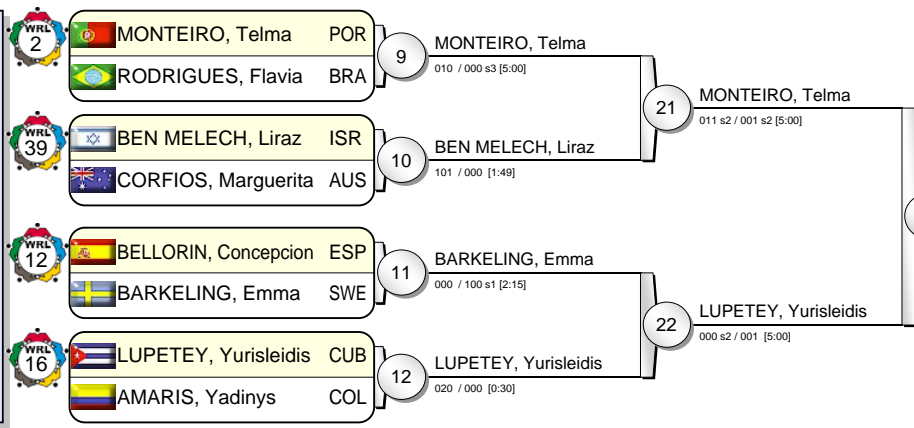 WRL
2
MONTEIRO, Telma POR
RODRIGUES, Flavia BRA
9
MONTEIRO, Telma
010 / 000 s3 [5:00]
WRL
39
BEN MELECH, Liraz ISR
CORFIOS, Marguerita AUS
10
BEN MELECH, Liraz
101 / 000 [1:49]
21
MONTEIRO, Telma
011 s2 / 001 s2 [5:00]
WRL
12
BELLORIN, Concepcion ESP
BARKELING, Emma SWE
11
BARKELING, Emma
000 / 100 s1 [2:15]
WRL
16
LUPETEY, Yurisleidis CUB
AMARIS, Yadinys COL
12
LUPETEY, Yurisleidis
020 / 000 [0:30]
22
LUPETEY, Yurisleidis
000 s2 / 001 [5:00]